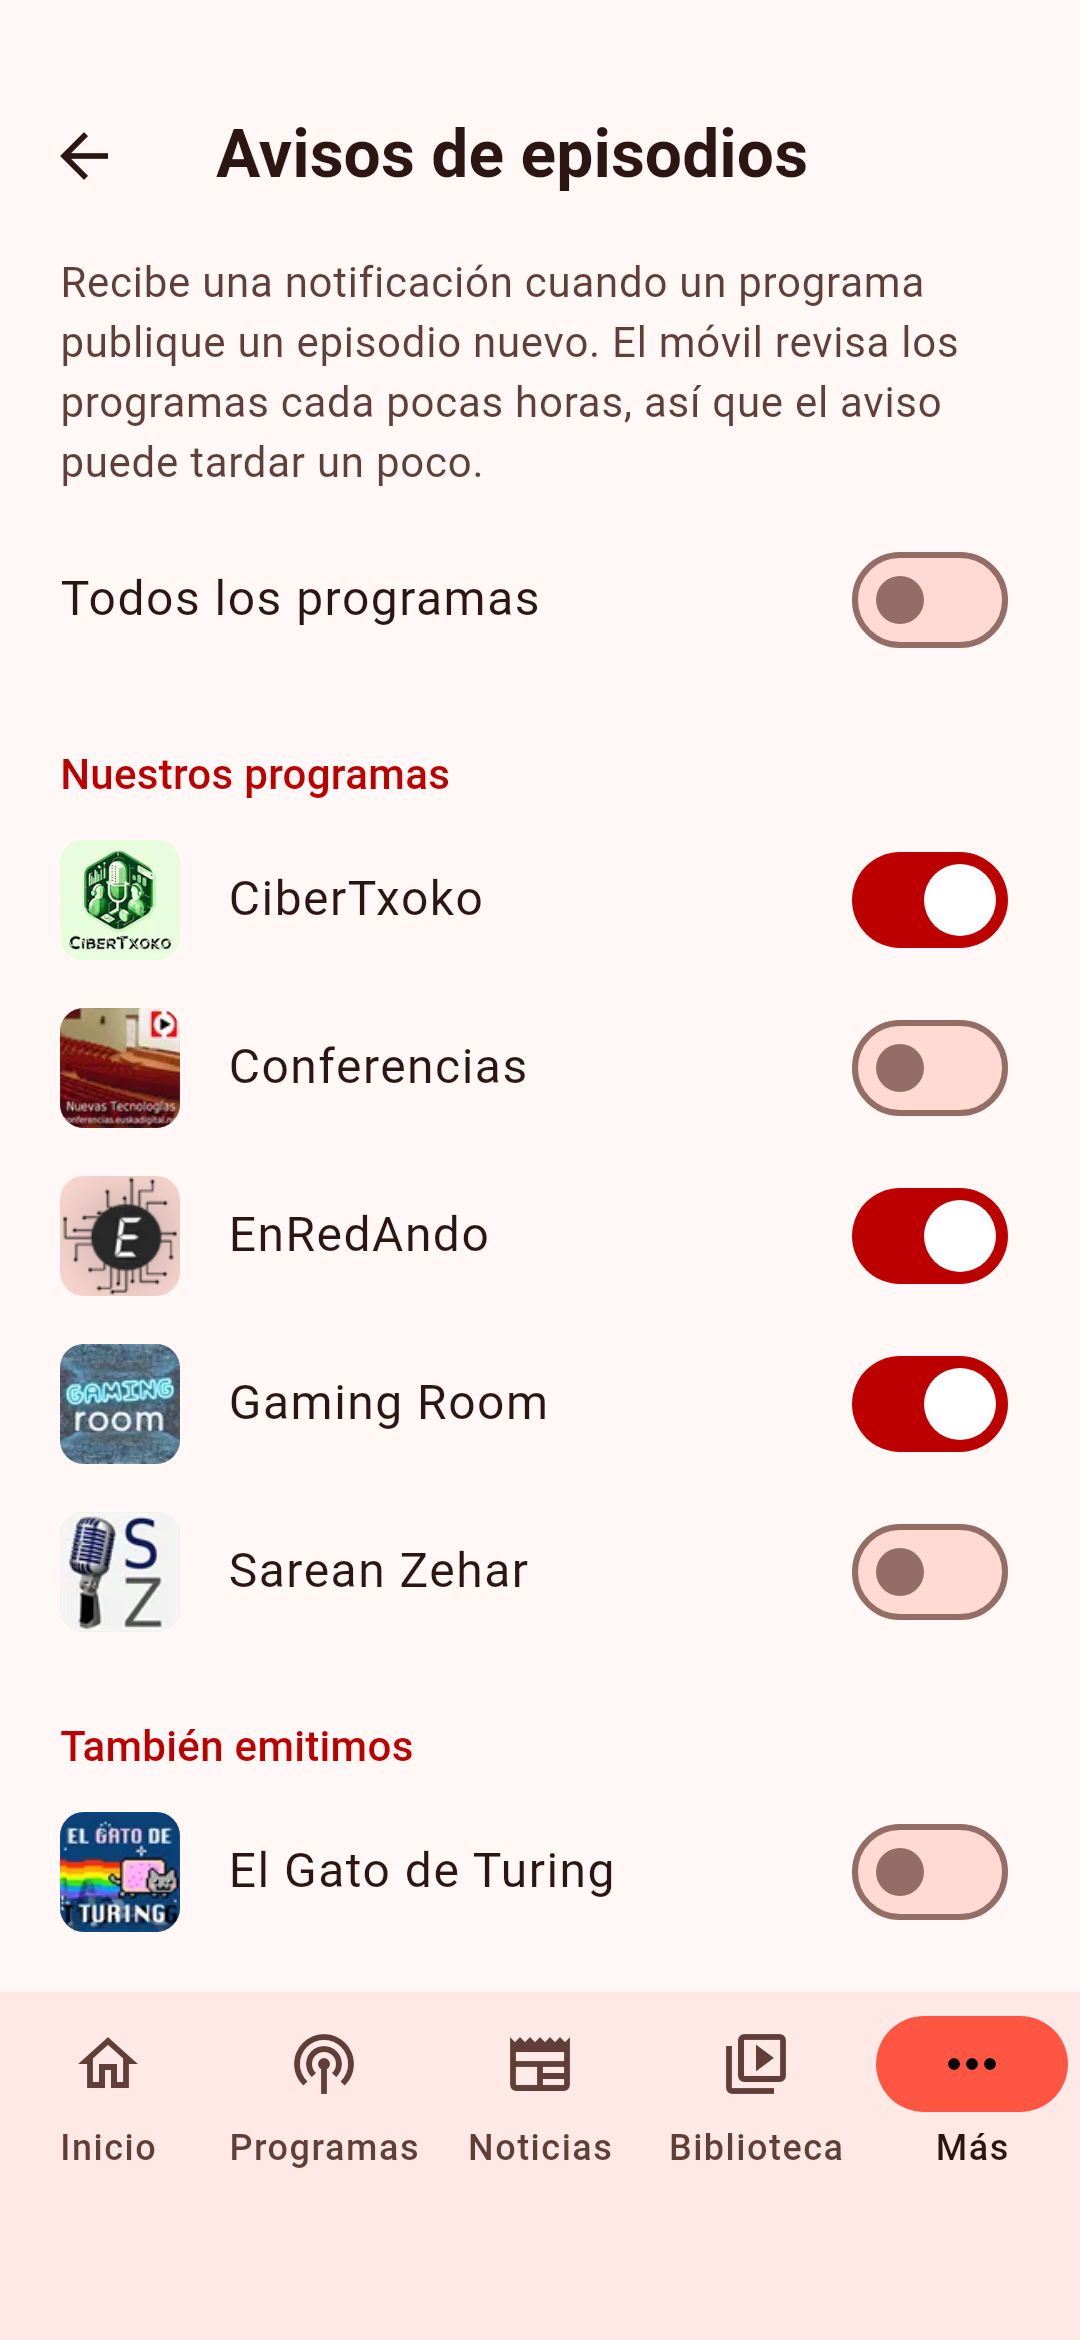 Avisos de episodios
Recibe una notificación cuando un programa
publique un episodio nuevo. El móvil revisa los
programas cada pocas horas, así que el aviso
puede tardar un poco.
Todos los programas
Nuestros programas
CIBERTXOKO
CiberTxoko
Nuevas Tecnologías
Conferencias
E
EnRedAndo
GAMING
room
Gaming Room
S
Z
Sarean Zehar
También emitimos
EL GATO DE
TURING
El Gato de Turing
Inicio
Programas
Noticias
Biblioteca
Más